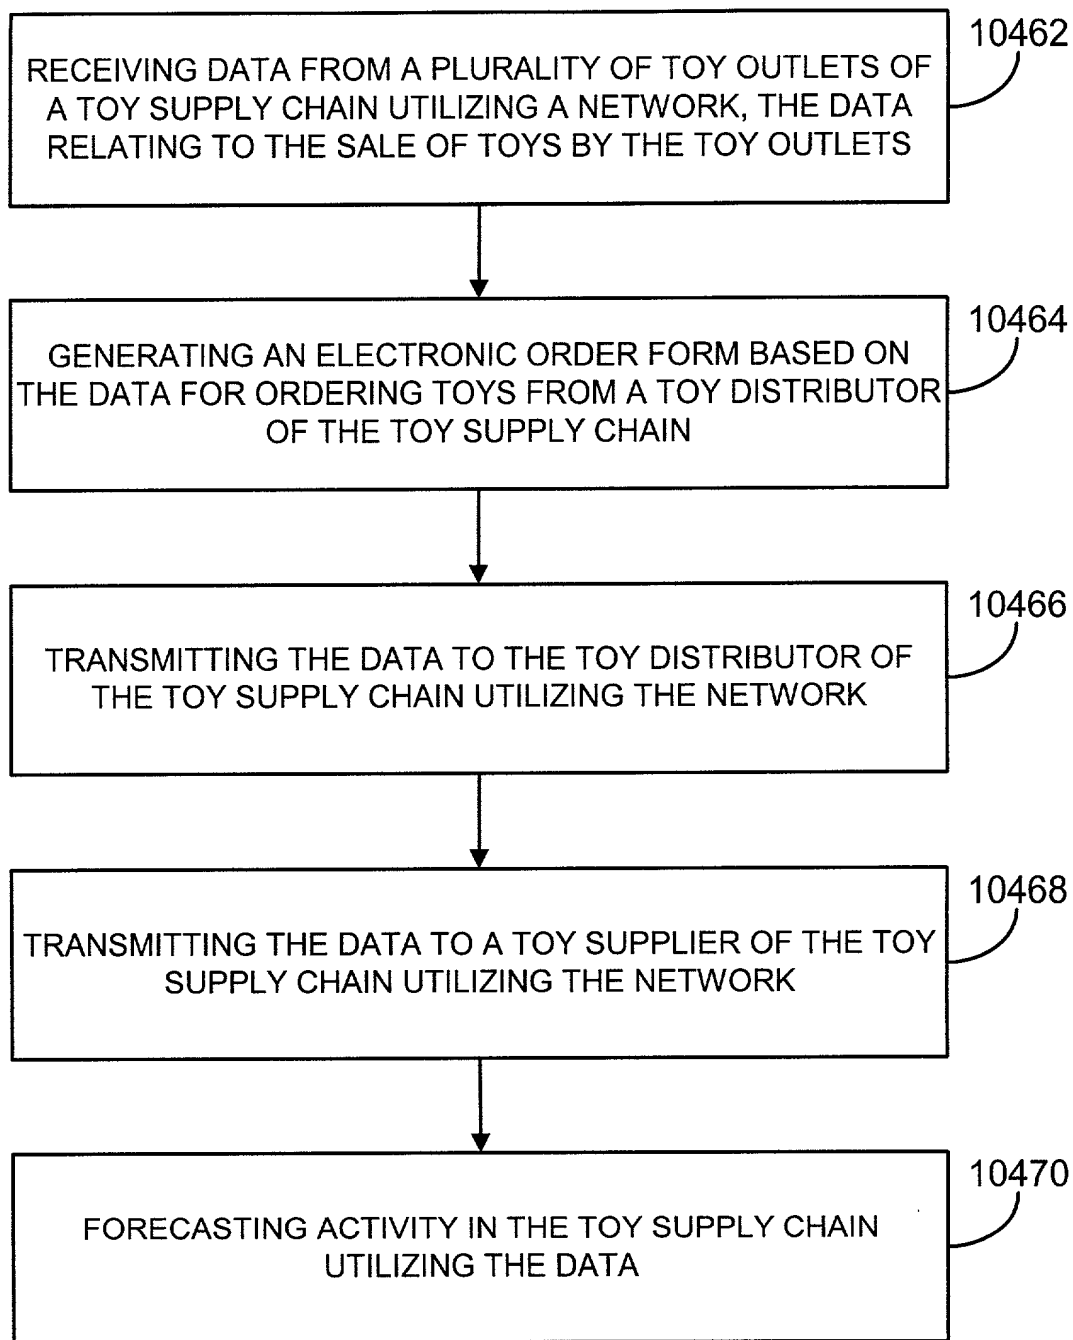 10462
RECEIVING DATA FROM A PLURALITY OF TOY OUTLETS OF
A TOY SUPPLY CHAIN UTILIZING A NETWORK, THE DATA
RELATING TO THE SALE OF TOYS BY THE TOY OUTLETS
10464
GENERATING AN ELECTRONIC ORDER FORM BASED ON
THE DATA FOR ORDERING TOYS FROM A TOY DISTRIBUTOR
OF THE TOY SUPPLY CHAIN
10466
TRANSMITTING THE DATA TO THE TOY DISTRIBUTOR OF
THE TOY SUPPLY CHAIN UTILIZING THE NETWORK
10468
TRANSMITTING THE DATA TO A TOY SUPPLIER OF THE TOY
SUPPLY CHAIN UTILIZING THE NETWORK
10470
FORECASTING ACTIVITY IN THE TOY SUPPLY CHAIN
UTILIZING THE DATA